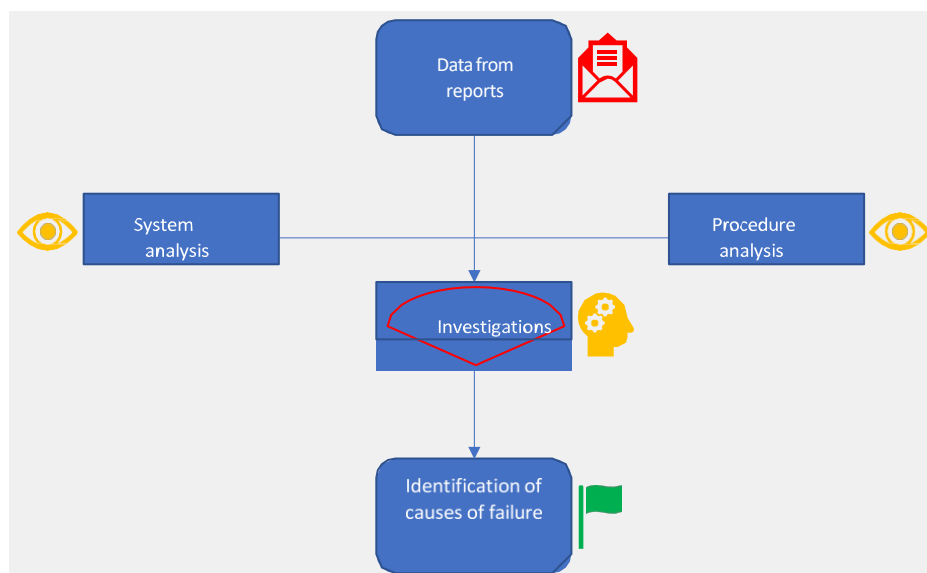 Data from
reports
System
analysis
Procedure
analysis
Investigations
Identification of
causes of failure